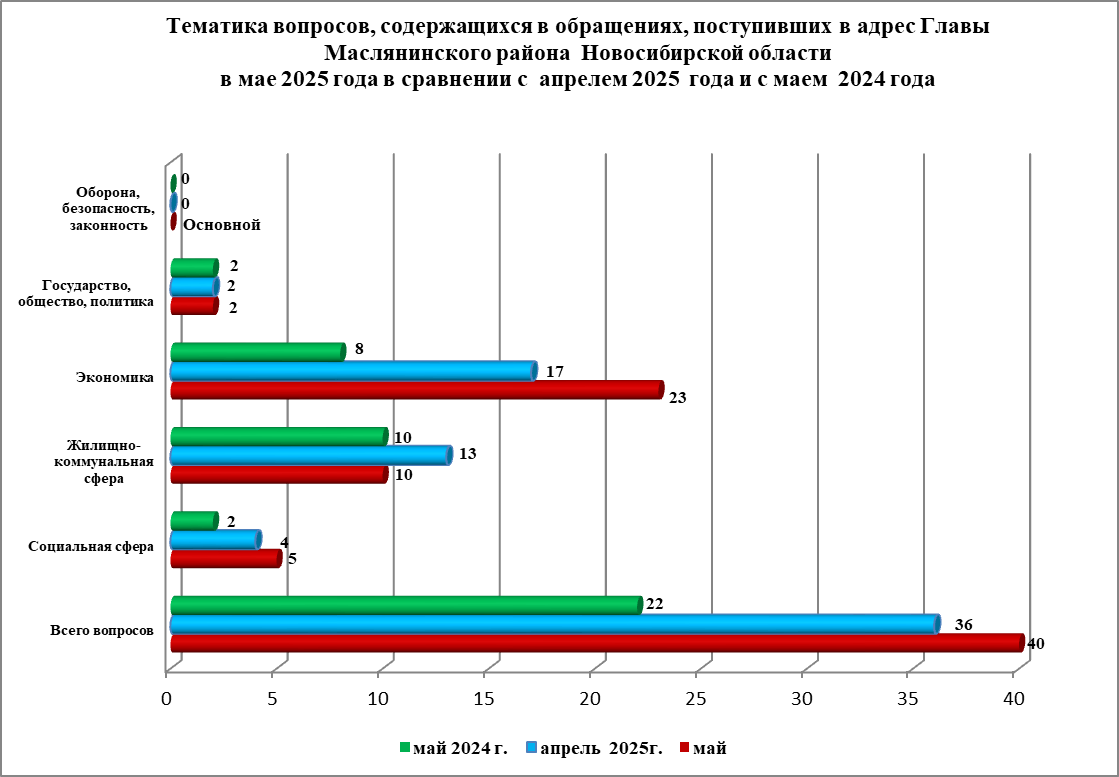 Тематика вопросов, содержащихся в обращениях, поступивших в адрес Главы
Маслянинского района Новосибирской области
в мае 2025 года в сравнении с апрелем 2025 года и с маем 2024 года
Оборона,
безопасность,
законность
0
0
Основной
Государство,
общество, политика
2
2
2
Экономика
8
17
23
Жилищно-
коммунальная
сфера
10
13
10
Социальная сфера
2
4
5
Всего вопросов
22
36
40
0 5 10 15 20 25 30 35 40
май 2024 г. апрель 2025г. май